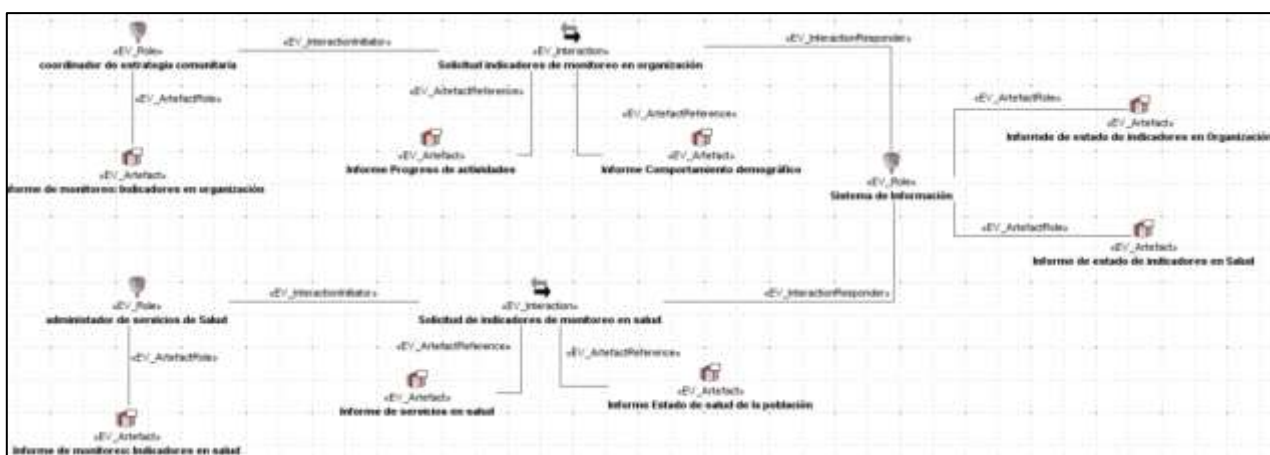 «EV_Role»
coordinador de estrategia comunitaria
«EV_InteractionInitiator»
«EV_Interaction»
Solicitud indicadores de monitoreo en organización
«EV_InteractionResponder»
«EV_ArtefactRole»
«EV_ArtefactReference»
«EV_ArtefactReference»
«EV_ArtefactRole»
«EV_Artefact»
de estado de indicadores en Organización
«EV_Artefact»
Informe Progreso de actividades
«EV_Artefact»
Informe Comportamiento demográfico
«EV_Artefact»
nforme de monitoreo: Indicadores en organización
«EV_Role»
Sistema de Información
«EV_ArtefactRole»
«EV_Artefact»
Informe de estado de indicadores en Salud
«EV_Role»
administador de servicios de Salud
«EV_InteractionInitiator»
«EV_Interaction»
Solicitud de indicadores de monitoreo en salud
«EV_InteractionResponder»
«EV_ArtefactRole»
«EV_ArtefactReference»
«EV_ArtefactReference»
«EV_Artefact»
Informe de servicios en salud
«EV_Artefact»
Informe Estado de salud de la población
«EV_Artefact»
Informe de monitoreo: Indicadores en salud